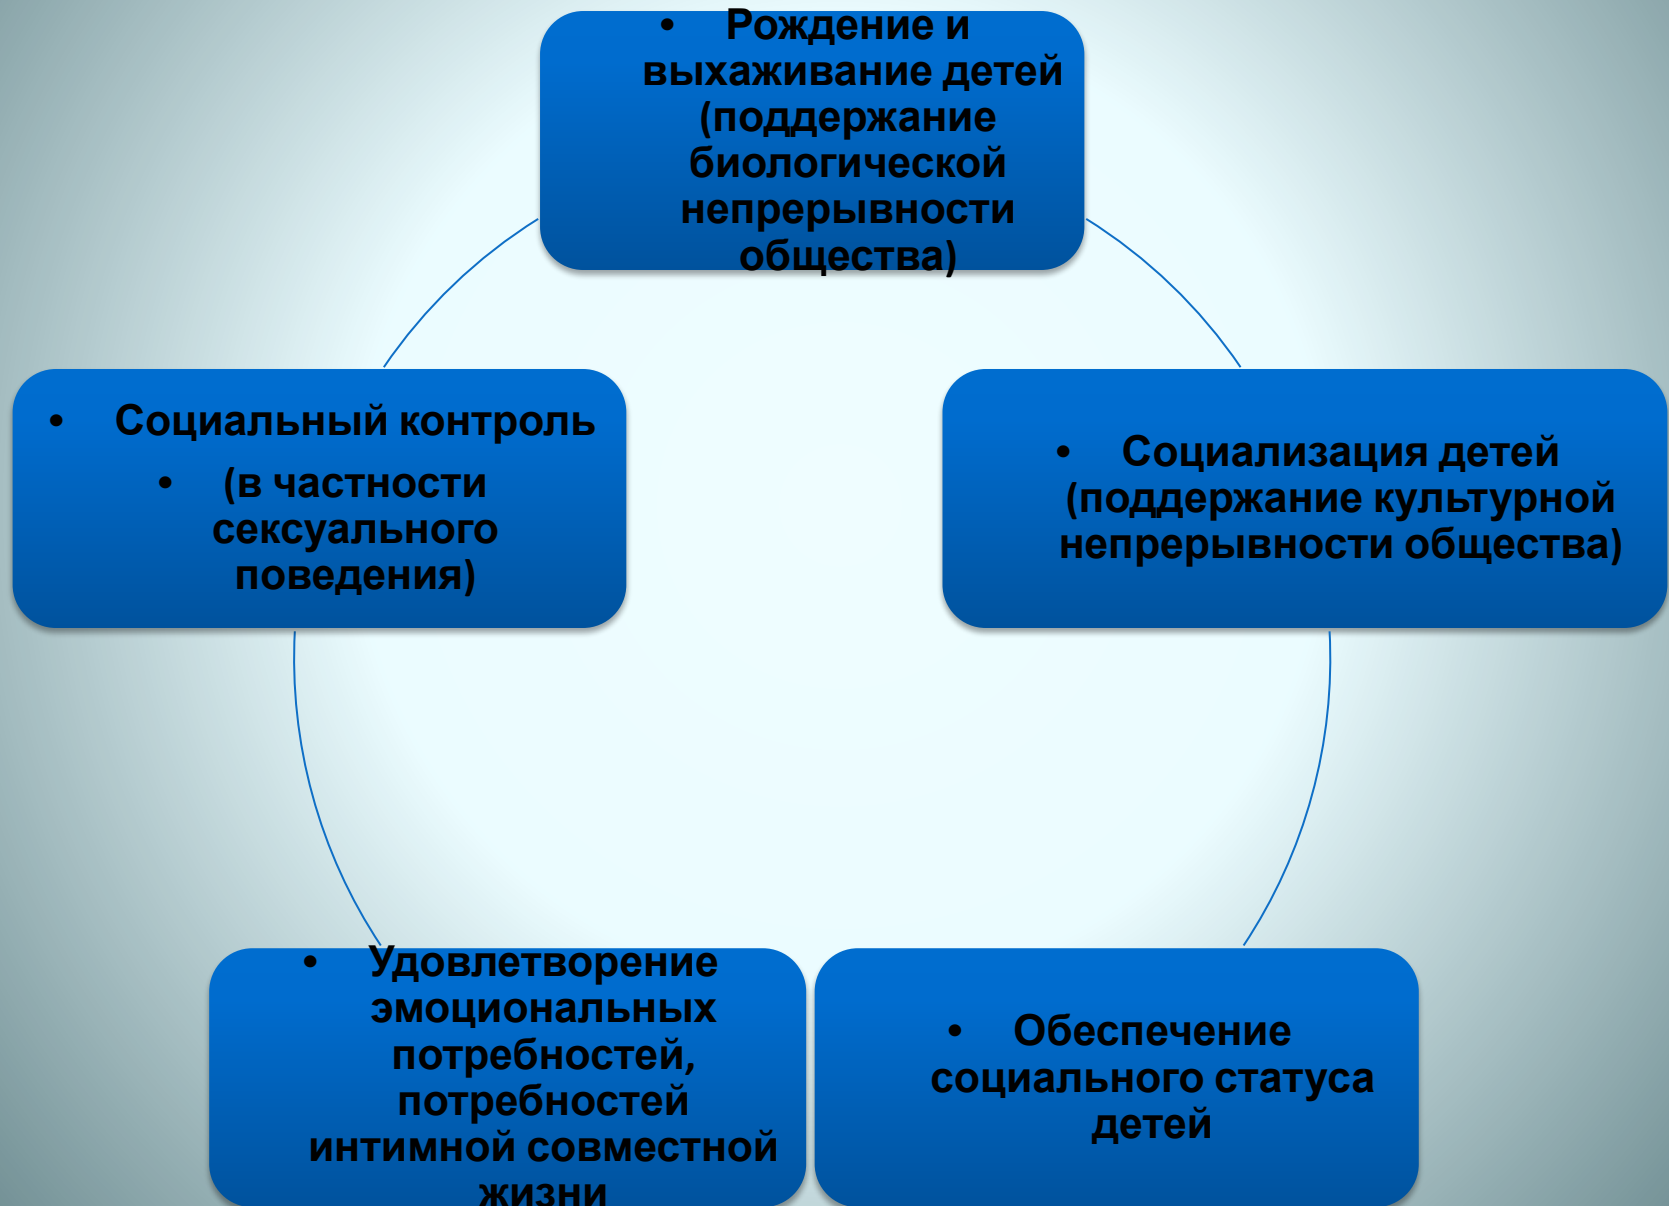 • Рождение и
выхаживание детей
(поддержание
биологической
непрерывности
общества)
• Социальный контроль
• (в частности
сексуального
поведения)
• Социализация детей
(поддержание культурной
непрерывности общества)
• Удовлетворение
эмоциональных
потребностей,
потребностей
интимной совместной
жизни
• Обеспечение
социального статуса
детей